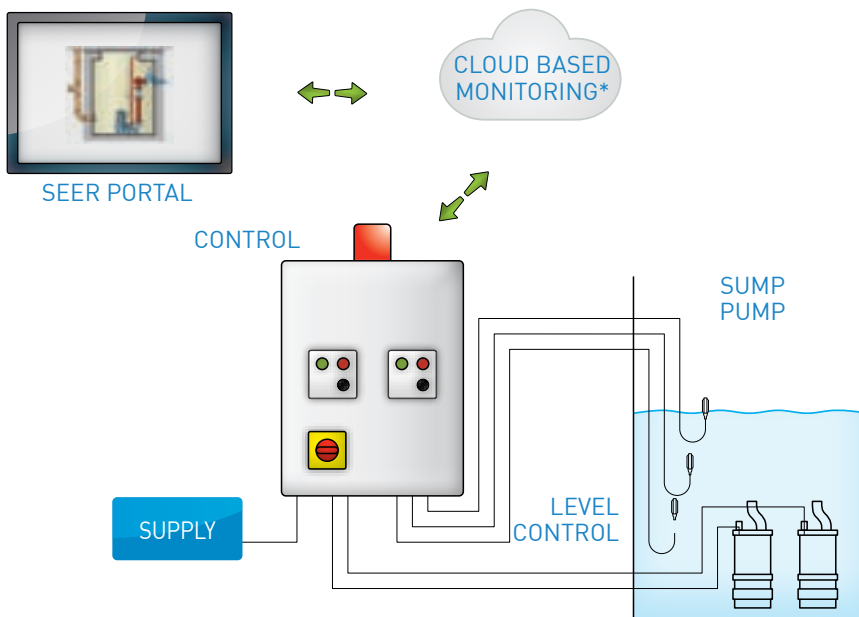 CLOUD BASED
MONITORING*
SEER PORTAL
CONTROL
SUMP
PUMP
LEVEL
CONTROL
SUPPLY